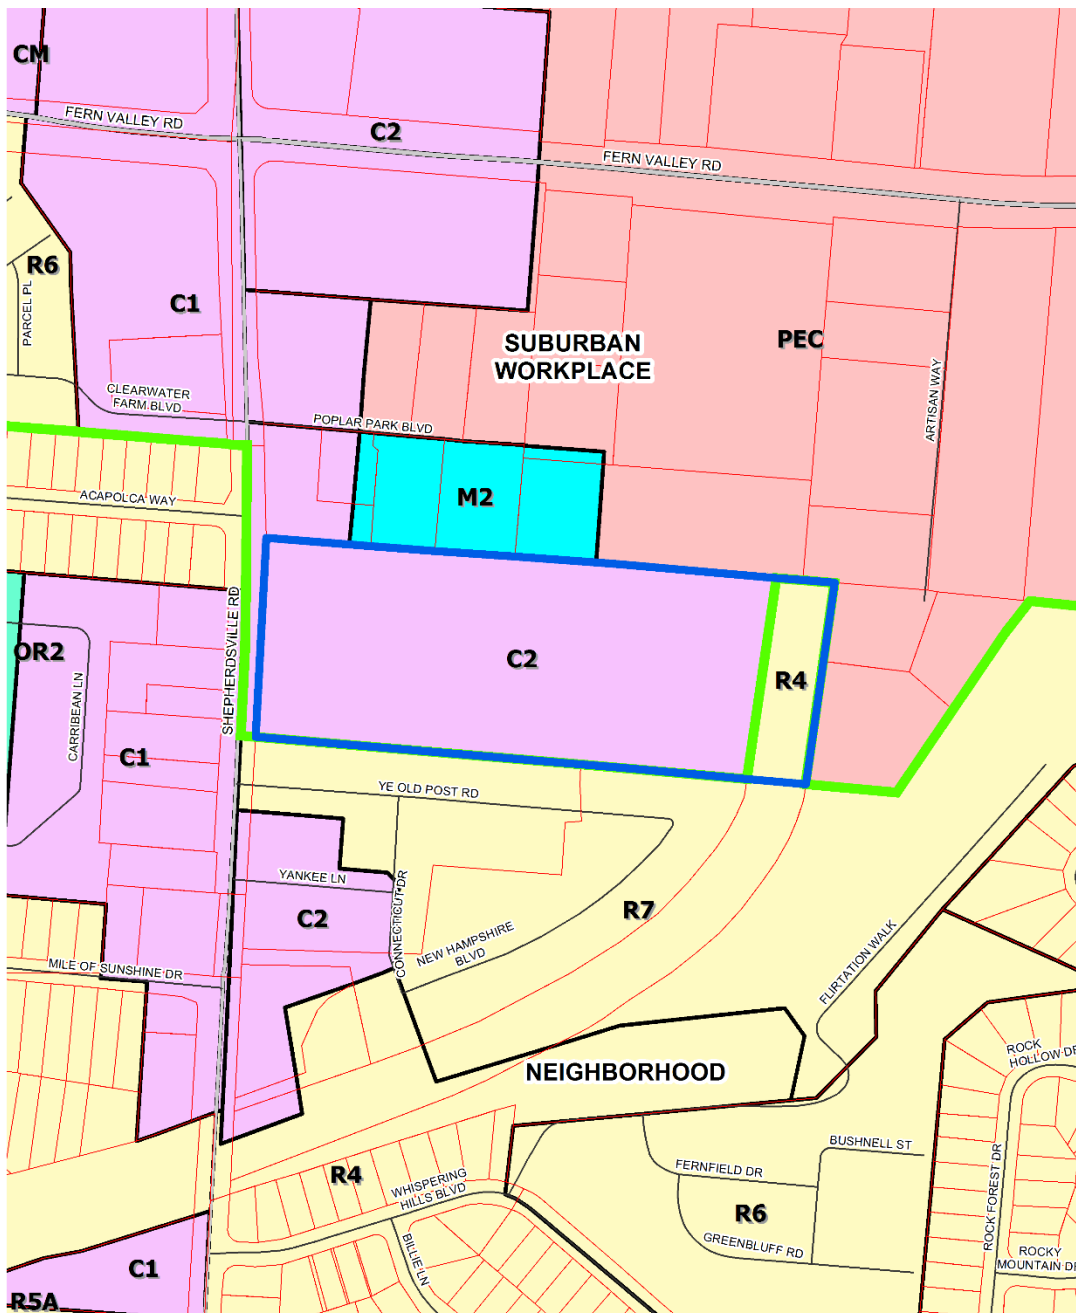 CM
FERN VALLEY RD
C2
FERN VALLEY RD
R6
PARCEL PL
C1
SUBURBAN
WORKPLACE
PEC
ARTISAN WAY
CLEARWATER
FARM BLVD
POPLAR PARK BLVD
ACAPOLCA WAY
M2
SHEPHERDSVILLE RD
OR2
CARRIBEAN LN
C2
R4
C1
YE OLD POST RD
YANKEE LN
C2
CONNECTICUT DR
NEW HAMPSHIRE
BLVD
R7
FLIRTATION WALK
MILE OF SUNSHINE DR
NEIGHBORHOOD
ROCK
HOLLOW DR
BUSHNELL ST
FERNFIELD DR
R4
WHISPERING
HILLS BLVD
R6
ROCK FOREST DR
GREENBLUFF RD
BILLIE LN
ROCKY
MOUNTAIN DR
C1
R5A